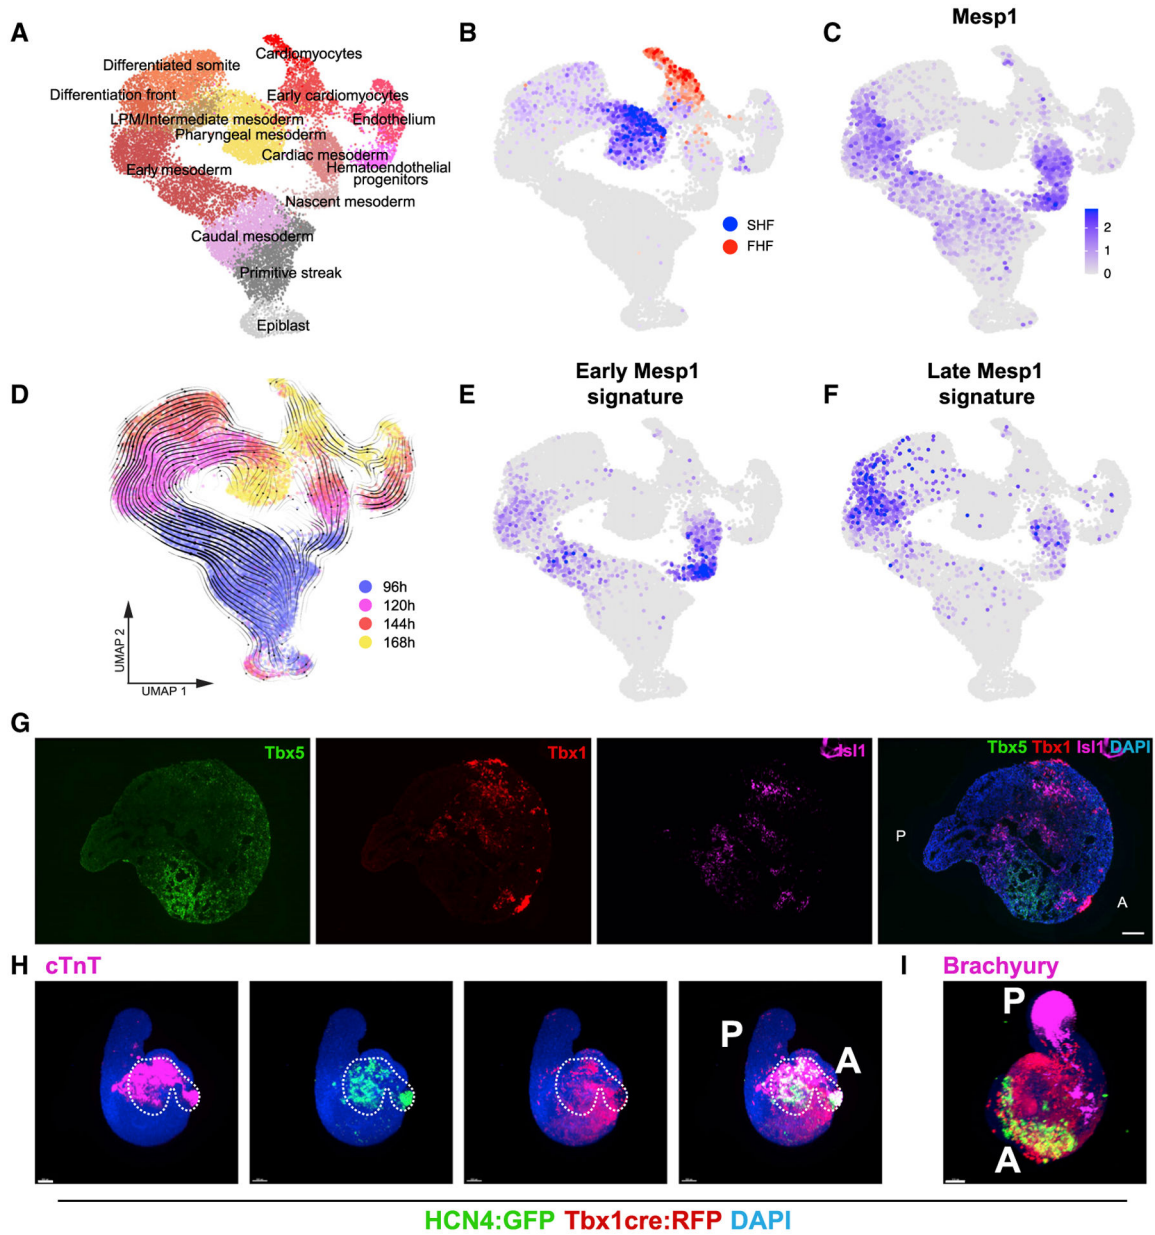 A
B
C
Mesp1
Cardiomyocytes
Differentiated somite
Differentiation front
Early cardiomyocytes
LPM/Intermediate mesoderm
Endothelium
Pharyngeal mesoderm
Cardiac mesoderm
Early mesoderm
Hematoendothelial
progenitors
Nascent mesoderm
Caudal mesoderm
Primitive streak
Epiblast
SHF
FHF
2
1
0
D
E
F
Early Mesp1
signature
Late Mesp1
signature
96h
120h
144h
168h
UMAP 2
UMAP 1
G
Tbx5
Tbx1
Isl1
Tbx5 Tbx1 Isl1 DAPI
P
A
H
cTnT
I
Brachyury
P
A
P
A
HCN4:GFP Tbx1cre:RFP DAPI